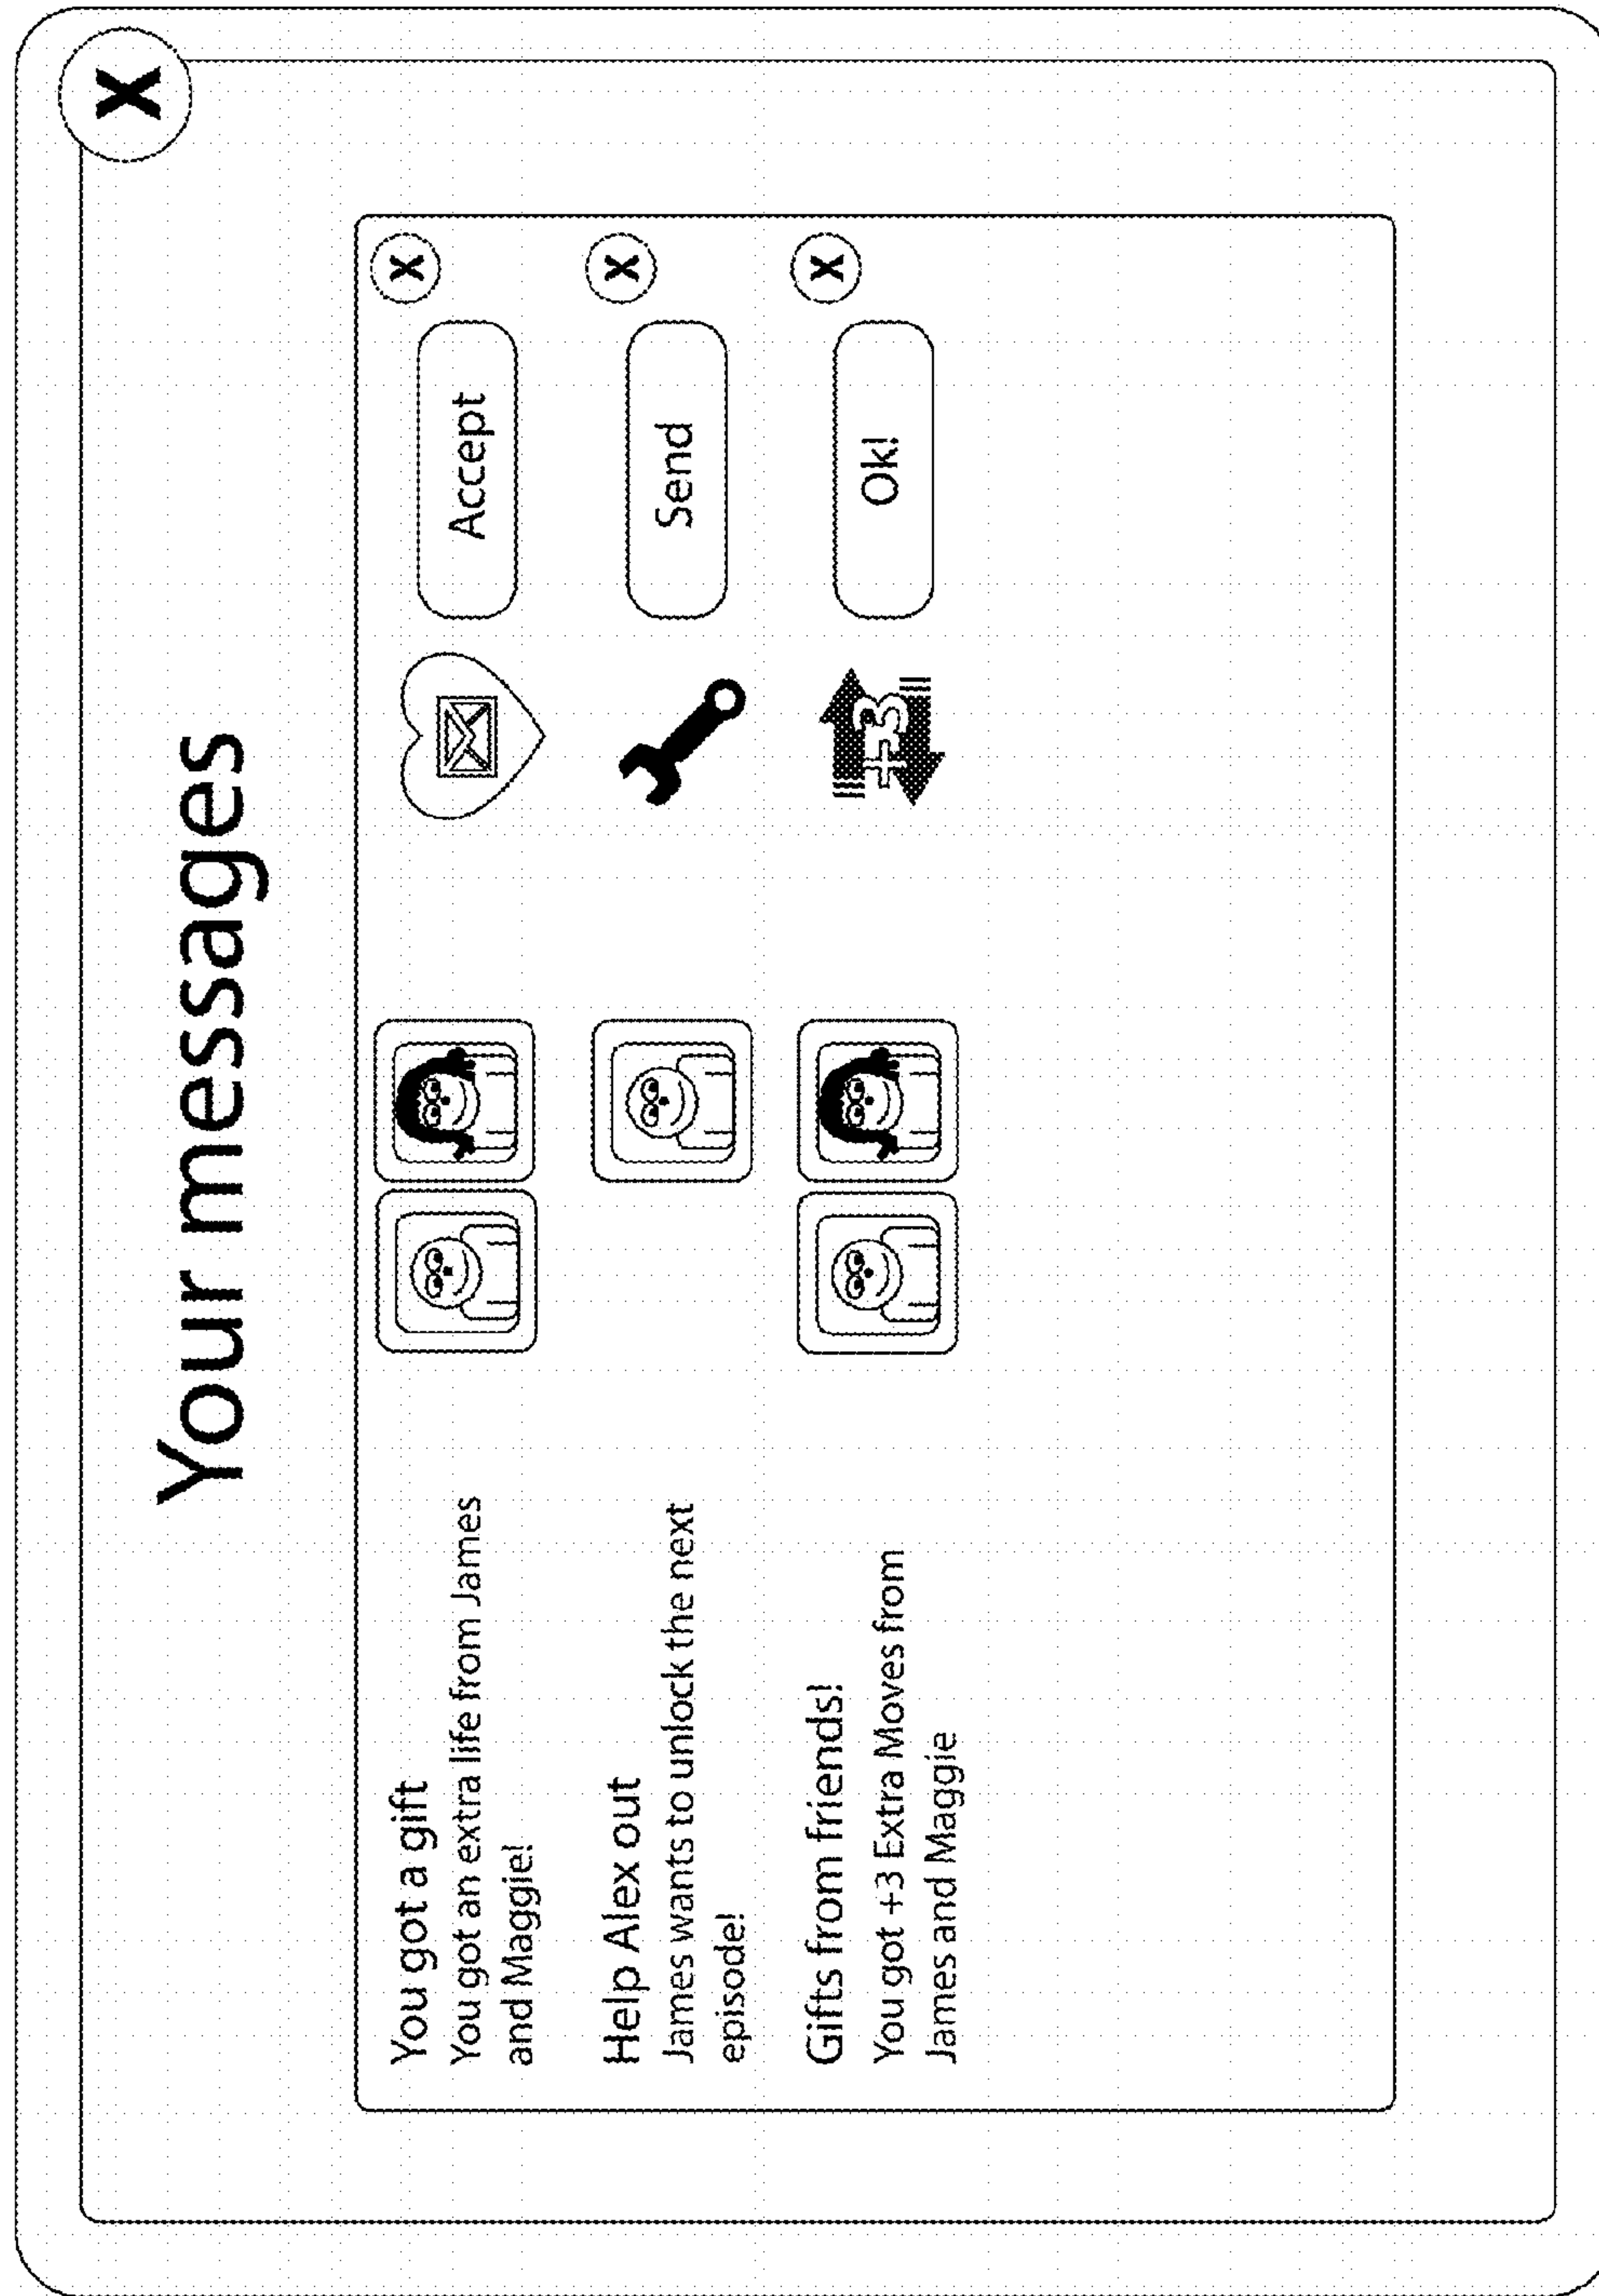 Your messages
X
You got a gift
You got an extra life from James
and Maggie!
Accept
X
Help Alex out
James wants to unlock the next
episode!
Send
X
Gifts from friends!
You got +3 Extra Moves from
James and Maggie
+3
Ok!
X